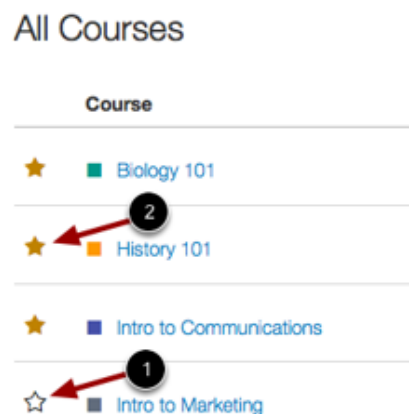 All Courses
Course
Biology 101
2
History 101
Intro to Communications
1
Intro to Marketing